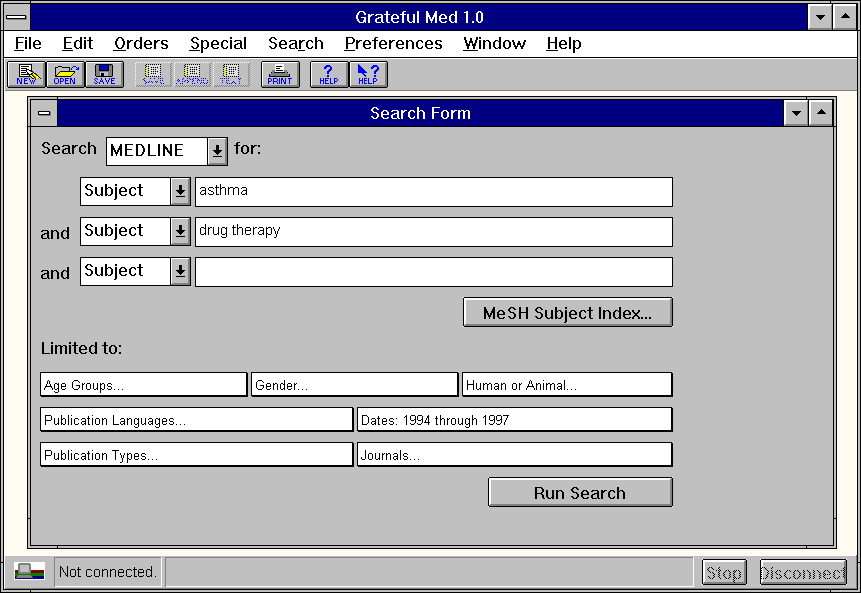 Grateful Med 1.0
File Edit Orders Special Search Preferences Window Help
NEW OPEN SAVE SAVE APPEND TEXT PRINT ? HELP ? HELP
Search Form
Search MEDLINE for:
Subject asthma
and Subject drug therapy
and Subject
MeSH Subject Index...
Limited to:
Age Groups... Gender... Human or Animal...
Publication Languages... Dates: 1994 through 1997
Publication Types... Journals...
Run Search
Not connected. Stop Disconnect